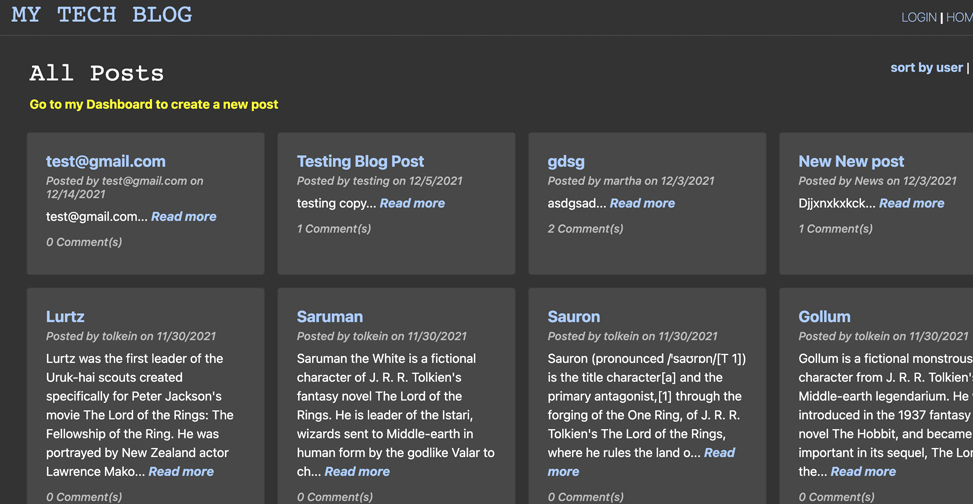 MY TECH BLOG
LOGIN | HOM
All Posts
sort by user |
Go to my Dashboard to create a new post
test@gmail.com
Posted by test@gmail.com on
12/14/2021
test@gmail.com... Read more
0 Comment(s)
Testing Blog Post
Posted by testing on 12/5/2021
testing copy... Read more
1 Comment(s)
gdsg
Posted by martha on 12/3/2021
asdgsad... Read more
2 Comment(s)
New New post
Posted by News on 12/3/2021
Djjxnxkxkck... Read more
1 Comment(s)
Lurtz
Posted by tolkein on 11/30/2021
Lurtz was the first leader of the
Uruk-hai scouts created
specifically for Peter Jackson's
movie The Lord of the Rings: The
Fellowship of the Ring. He was
portrayed by New Zealand actor
Lawrence Mako... Read more
0 Comment(s)
Saruman
Posted by tolkein on 11/30/2021
Saruman the White is a fictional
character of J. R. R. Tolkien's
fantasy novel The Lord of the
Rings. He is leader of the Istari,
wizards sent to Middle-earth in
human form by the godlike Valar to
ch... Read more
0 Comment(s)
Sauron
Posted by tolkein on 11/30/2021
Sauron (pronounced /ˈsaʊrɒn/[T 1])
is the title character[a] and the
primary antagonist,[1] through the
forging of the One Ring, of J. R. R.
Tolkien's The Lord of the Rings,
where he rules the land o... Read
more
0 Comment(s)
Gollum
Posted by tolkein on 11/30/2021
Gollum is a fictional monstrous
character from J. R. R. Tolkien'
Middle-earth legendarium. He
introduced in the 1937 fantasy
novel The Hobbit, and became
important in its sequel, The Lor
the... Read more
0 Comment(s)